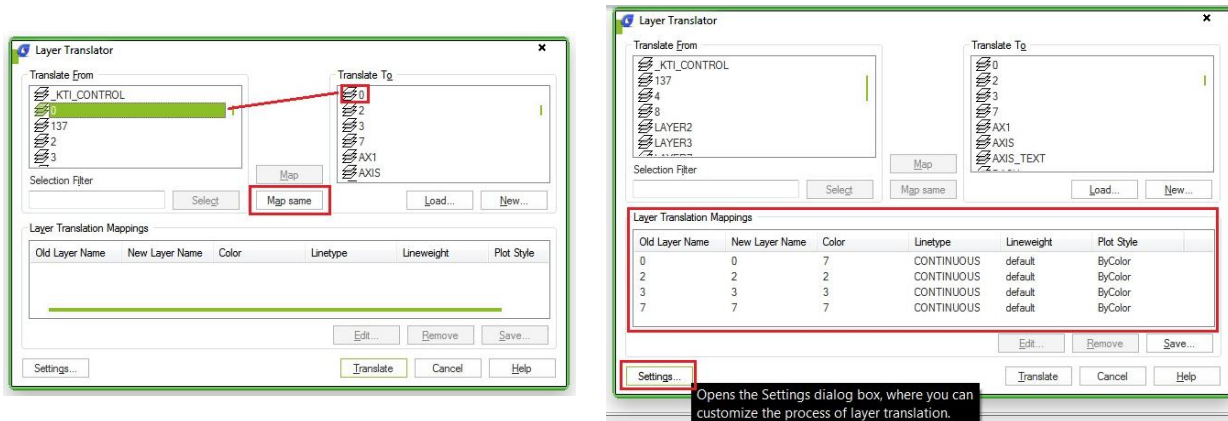 Layer Translator
Translate From
Translate To
_KTI_CONTROL
0
137
2
3
0
2
3
7
AX1
AXIS
Selection Filter
Map
Select
Map same
Load...
New...
Layer Translation Mappings
Old Layer Name New Layer Name Color Linetype Lineweight Plot Style
Edit...
Remove
Save...
Settings...
Translate
Cancel
Help
Layer Translator
Translate From
Translate To
_KTI_CONTROL
137
4
8
LAYER2
LAYER3
0
2
3
7
AX1
AXIS
AXIS_TEXT
Selection Filter
Map
Select
Map same
Load...
New...
Layer Translation Mappings
Old Layer Name New Layer Name Color Linetype Lineweight Plot Style
0 0 7 CONTINUOUS default ByColor
2 2 2 CONTINUOUS default ByColor
3 3 3 CONTINUOUS default ByColor
7 7 7 CONTINUOUS default ByColor
Edit...
Remove
Save...
Settings...
Translate
Cancel
Help
Opens the Settings dialog box, where you can
customize the process of layer translation.